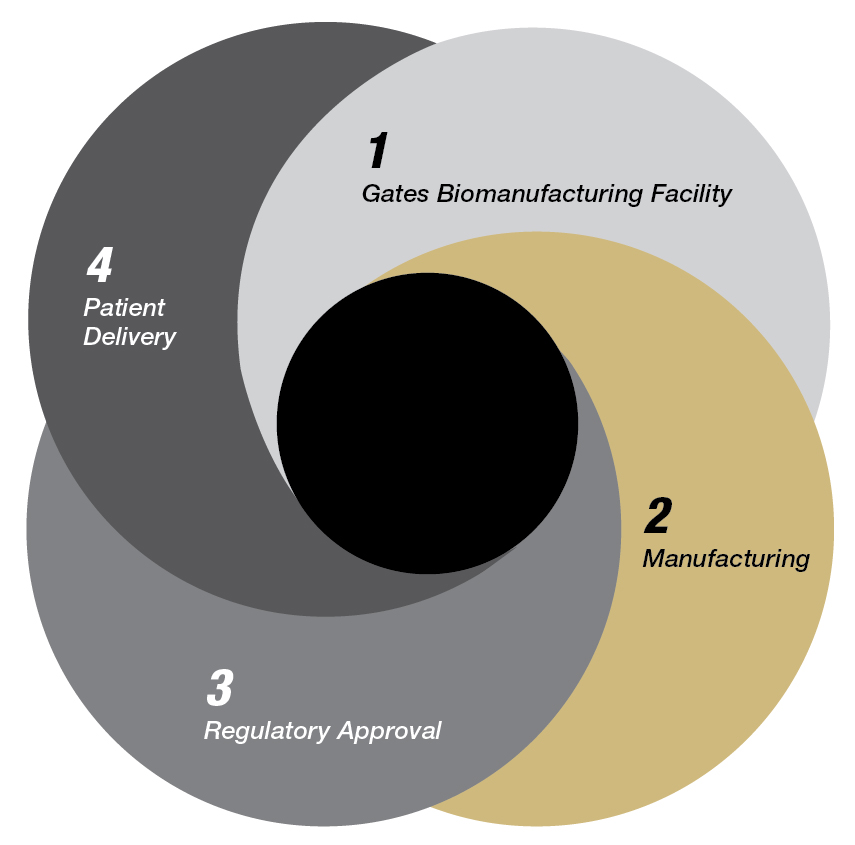 1
Gates Biomanufacturing Facility
2
Manufacturing
3
Regulatory Approval
4
Patient
Delivery